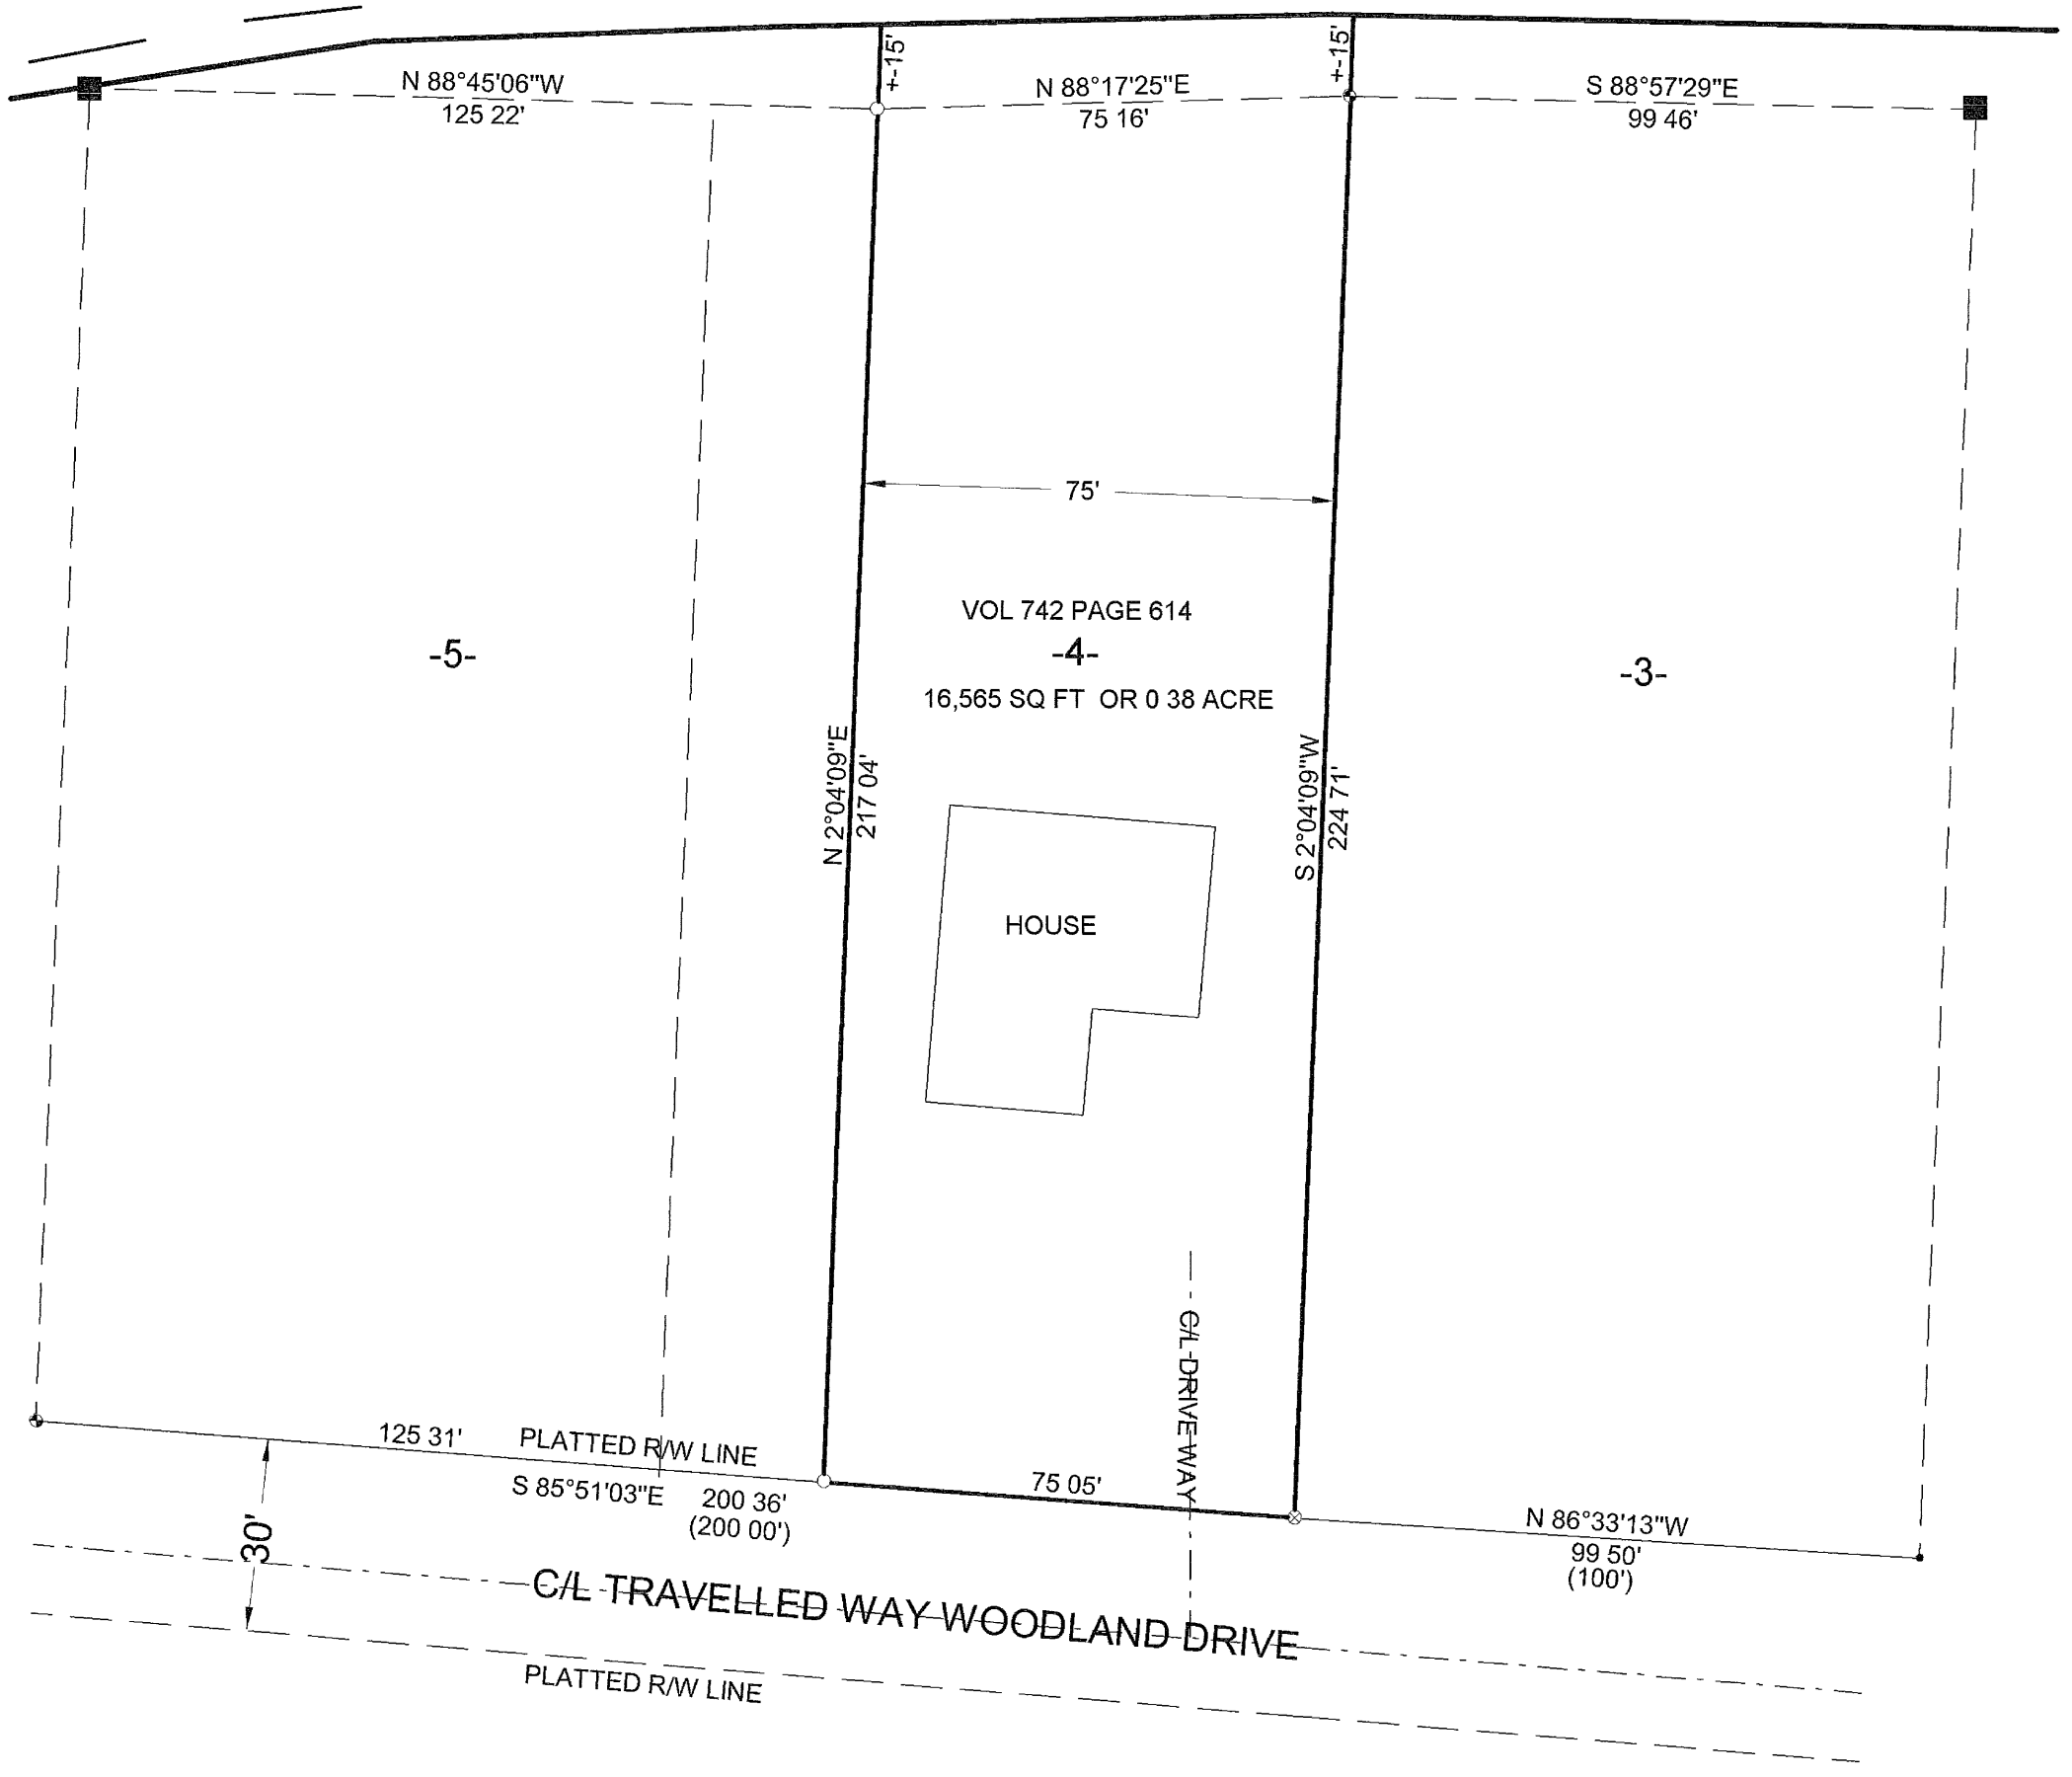 +-15'
+-15'
N 88°45'06"W
125 22'
N 88°17'25"E
75 16'
S 88°57'29"E
99 46'
75'
VOL 742 PAGE 614
-4-
16,565 SQ FT OR 0 38 ACRE
-5-
-3-
N 2°04'09"E
217 04'
S 2°04'09"W
224 71'
HOUSE
C/L DRIVEWAY
125 31'
PLATTED R/W LINE
S 85°51'03"E
200 36'
(200 00')
75 05'
N 86°33'13"W
99 50'
(100')
30'
C/L TRAVELLED WAY WOODLAND DRIVE
PLATTED R/W LINE